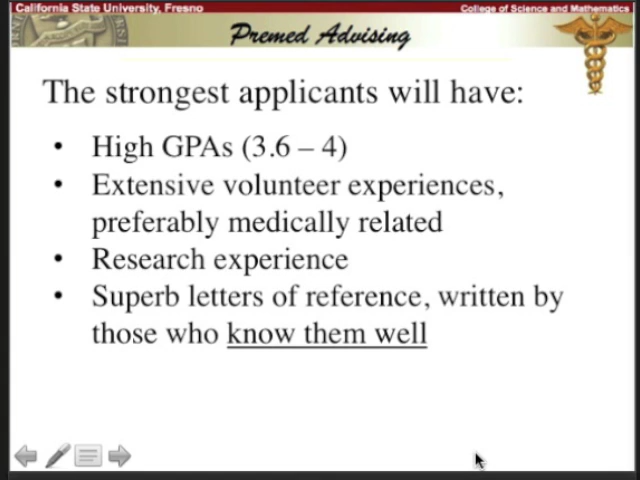 California State University, Fresno
College of Science and Mathematics
Premed Advising
The strongest applicants will have:
• High GPAs (3.6 – 4)
• Extensive volunteer experiences,
preferably medically related
• Research experience
• Superb letters of reference, written by
those who know them well